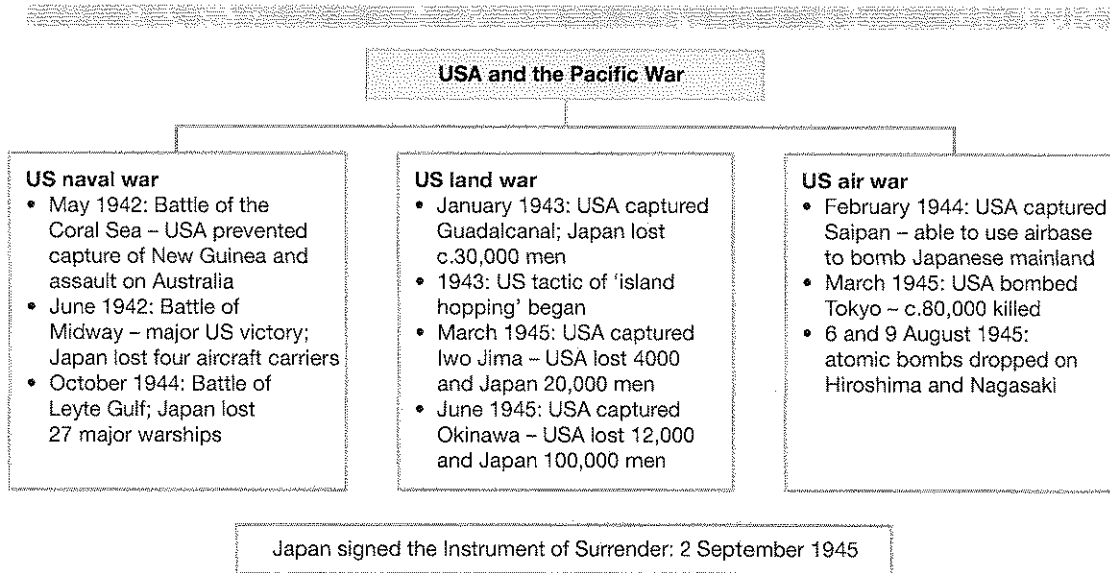 USA and the Pacific War
US naval war
• May 1942: Battle of the
Coral Sea – USA prevented
capture of New Guinea and
assault on Australia
• June 1942: Battle of
Midway – major US victory;
Japan lost four aircraft carriers
• October 1944: Battle of
Leyte Gulf; Japan lost
27 major warships
US land war
• January 1943: USA captured
Guadalcanal; Japan lost
c.30,000 men
• 1943: US tactic of 'island
hopping' began
• March 1945: USA captured
Iwo Jima – USA lost 4000
and Japan 20,000 men
• June 1945: USA captured
Okinawa – USA lost 12,000
and Japan 100,000 men
US air war
• February 1944: USA captured
Saipan – able to use airbase
to bomb Japanese mainland
• March 1945: USA bombed
Tokyo – c.80,000 killed
• 6 and 9 August 1945:
atomic bombs dropped on
Hiroshima and Nagasaki
Japan signed the Instrument of Surrender: 2 September 1945